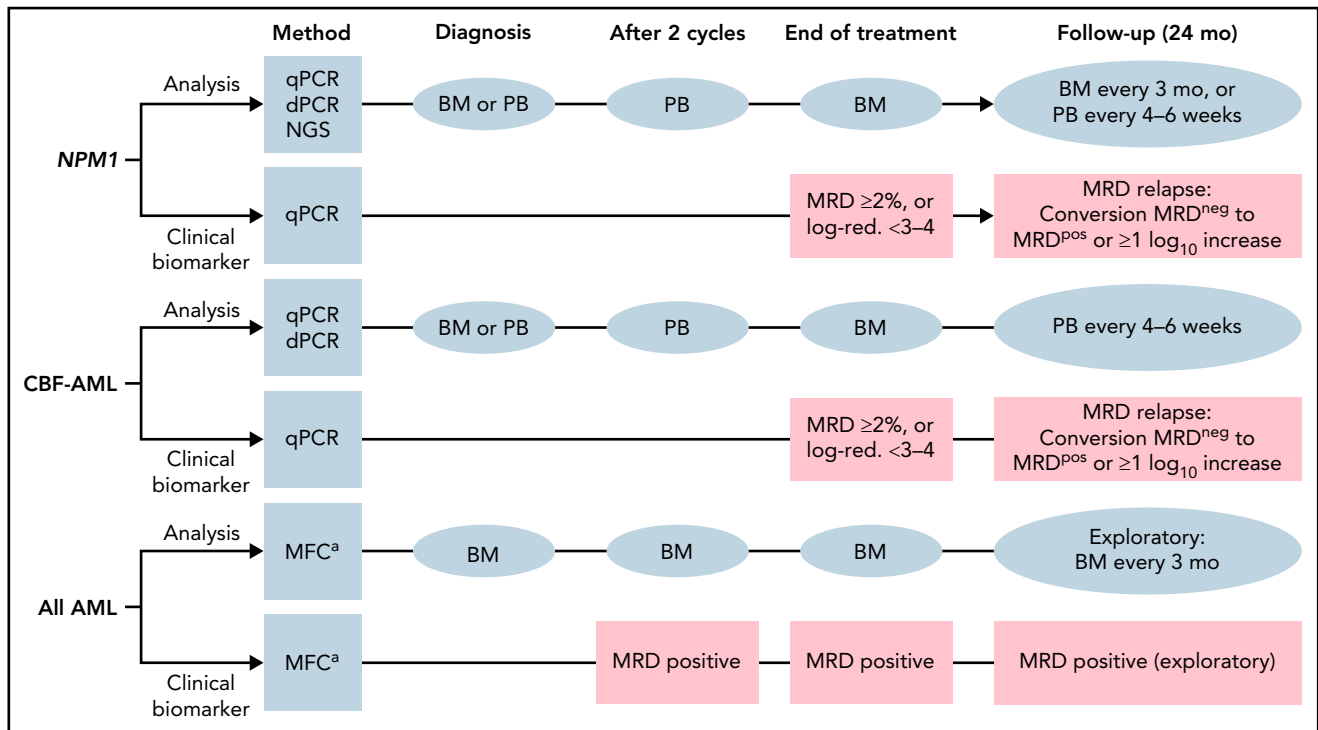 Method Diagnosis After 2 cycles End of treatment Follow-up (24 mo)
NPM1
Analysis
qPCR
dPCR
NGS
BM or PB
PB
BM
BM every 3 mo, or
PB every 4–6 weeks
Clinical
biomarker
qPCR
MRD ≥2%, or
log-red. <3–4
MRD relapse:
Conversion MRDneg to
MRDpos or ≥1 log10 increase
CBF-AML
Analysis
qPCR
dPCR
BM or PB
PB
BM
PB every 4–6 weeks
Clinical
biomarker
qPCR
MRD ≥2%, or
log-red. <3–4
MRD relapse:
Conversion MRDneg to
MRDpos or ≥1 log10 increase
All AML
Analysis
MFCa
BM
BM
BM
Exploratory:
BM every 3 mo
Clinical
biomarker
MFCa
MRD positive
MRD positive
MRD positive (exploratory)